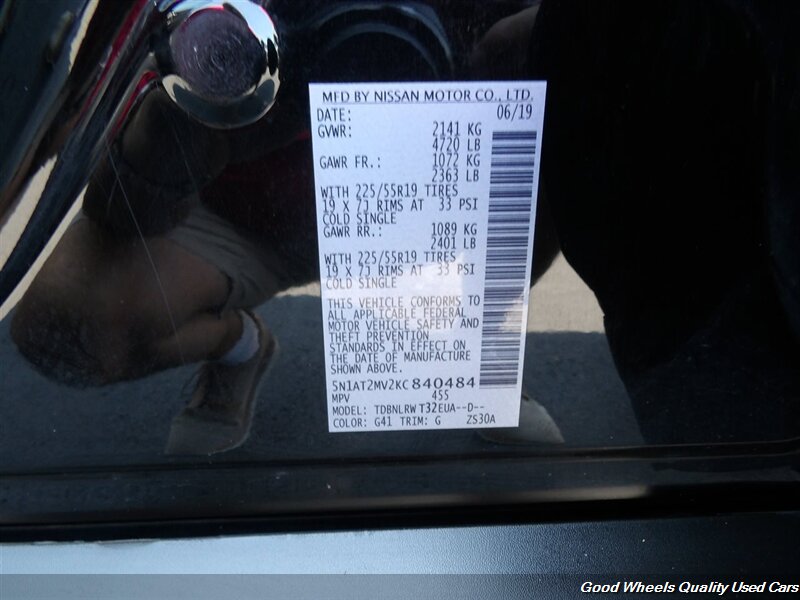 MFD BY NISSAN MOTOR CO., LTD.
DATE: 06/19
GVWR: 2141 KG
4720 LB
GAWR FR.: 1072 KG
2363 LB
WITH 225/55R19 TIRES
19 X 7J RIMS AT 33 PSI
COLD SINGLE
GAWR RR.: 1089 KG
2401 LB
WITH 225/55R19 TIRES
19 X 7J RIMS AT 33 PSI
COLD SINGLE
THIS VEHICLE CONFORMS TO
ALL APPLICABLE FEDERAL
MOTOR VEHICLE SAFETY AND
THEFT PREVENTION
STANDARDS IN EFFECT ON
THE DATE OF MANUFACTURE
SHOWN ABOVE.
5N1AT2MV2KC840484
MPV 455
MODEL: TDBNLRW T32EUA--D--
COLOR: G41 TRIM: G ZS30A
Good Wheels Quality Used Cars